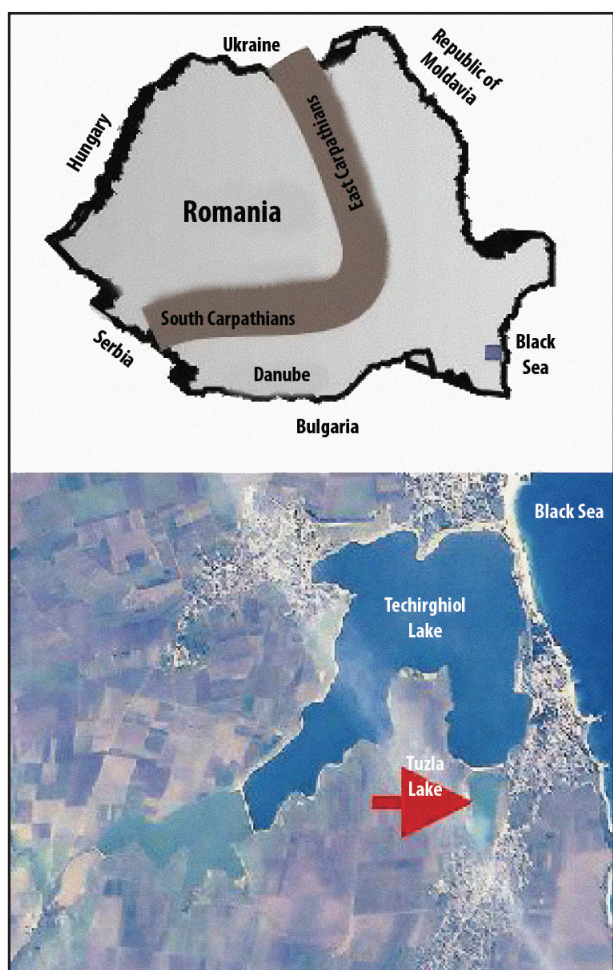 Ukraine
Republic of
Moldavia
Hungary
East Carpathians
Romania
South Carpathians
Serbia
Danube
Black
Sea
Bulgaria
Black Sea
Techirghiol
Lake
Tuzla
Lake